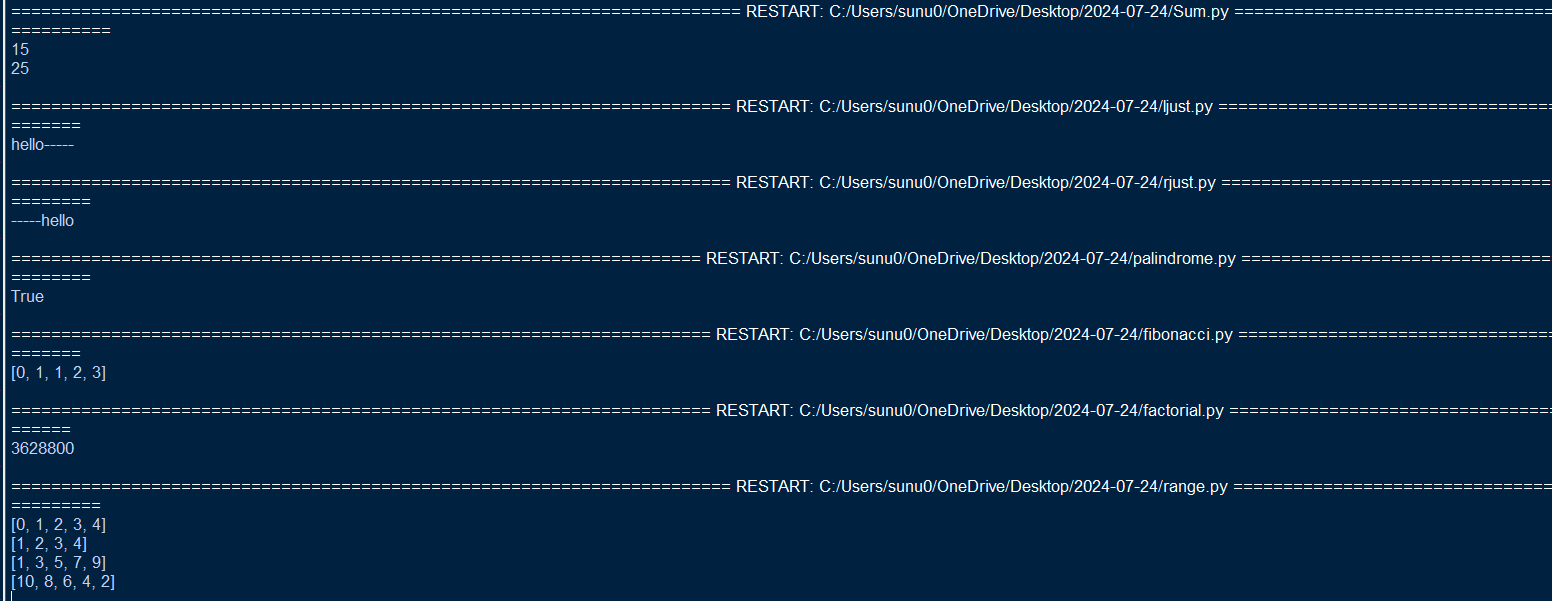 ========================================================================= RESTART: C:/Users/sunu0/OneDrive/Desktop/2024-07-24/Sum.py ================================
==========
15
25
======================================================================== RESTART: C:/Users/sunu0/OneDrive/Desktop/2024-07-24/ljust.py ==================================
=======
hello-----
======================================================================== RESTART: C:/Users/sunu0/OneDrive/Desktop/2024-07-24/rjust.py =================================
========
-----hello
===================================================================== RESTART: C:/Users/sunu0/OneDrive/Desktop/2024-07-24/palindrome.py ===============================
========
True
====================================================================== RESTART: C:/Users/sunu0/OneDrive/Desktop/2024-07-24/fibonacci.py ================================
=======
[0, 1, 1, 2, 3]
====================================================================== RESTART: C:/Users/sunu0/OneDrive/Desktop/2024-07-24/factorial.py =================================
======
3628800
======================================================================== RESTART: C:/Users/sunu0/OneDrive/Desktop/2024-07-24/range.py ================================
=========
[0, 1, 2, 3, 4]
[1, 2, 3, 4]
[1, 3, 5, 7, 9]
[10, 8, 6, 4, 2]